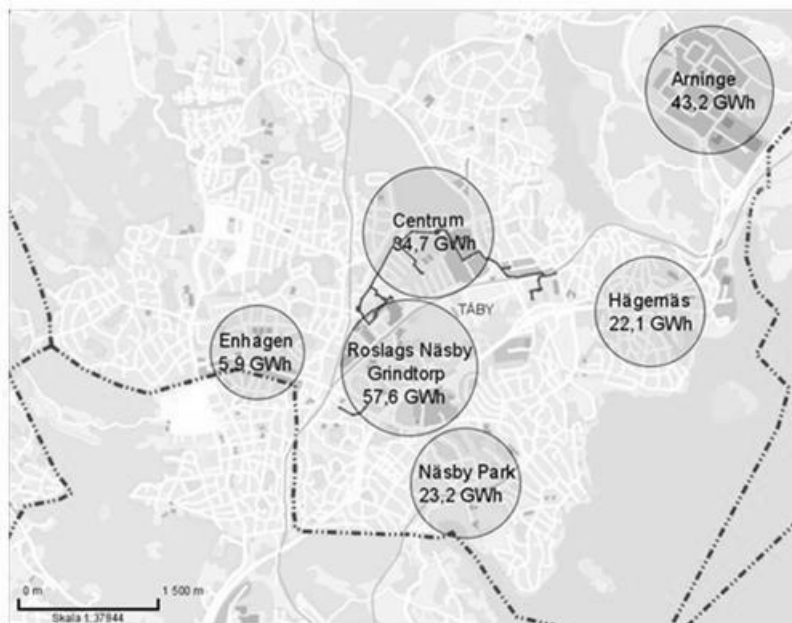 Arninge
43,2 GWh
Centrum
34,7 GWh
Hägernäs
22,1 GWh
TÄBY
Enhagen
5,9 GWh
Roslags Näsby
Grindtorp
57,6 GWh
Näsby Park
23,2 GWh
0 m
1 500 m
Skala 1:37944